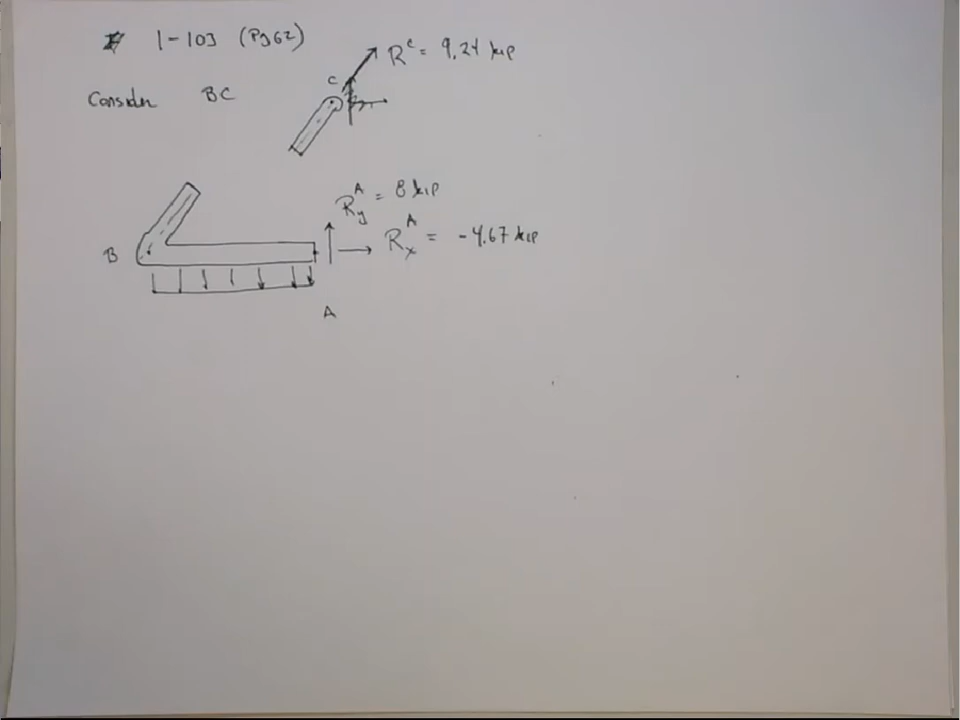 # 1-103 (Pg 62)
C R^c = 9.24 kip
Consider BC
R_y^A = 8 kip
B R_x^A = -4.67 kip
A